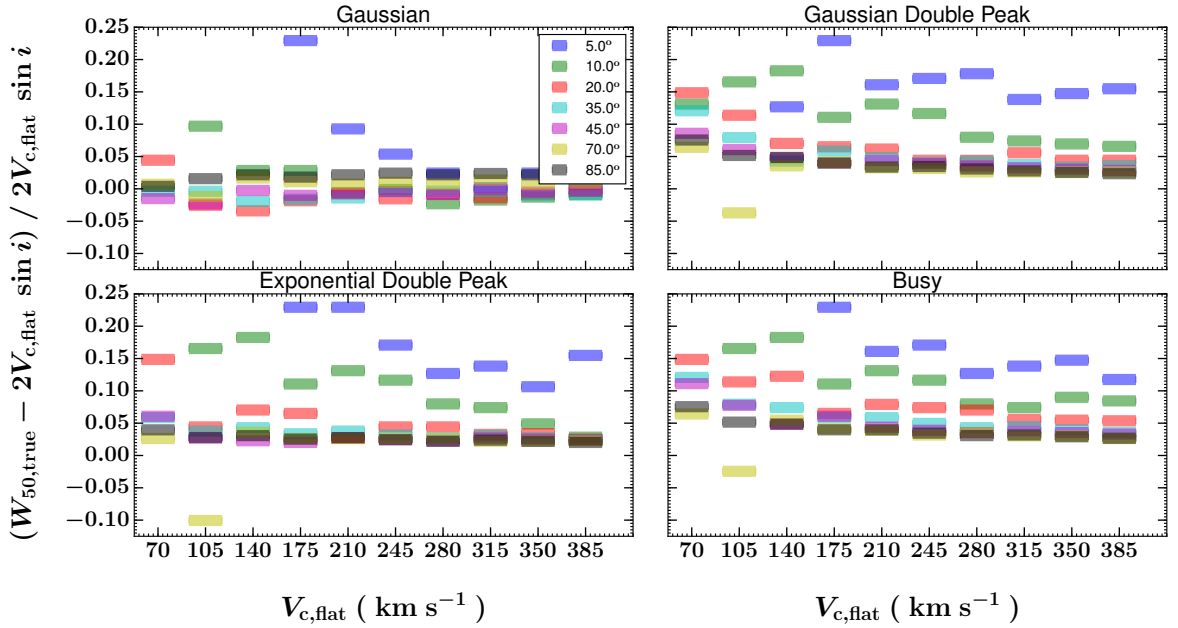 Gaussian
Gaussian Double Peak
0.25
0.20
0.15
0.10
0.05
0.00
−0.05
−0.10
5.0º
10.0º
20.0º
35.0º
45.0º
70.0º
85.0º
Exponential Double Peak
Busy
0.25
0.20
0.15
0.10
0.05
0.00
−0.05
−0.10
(W50,true − 2Vc,flat sin i) / 2Vc,flat sin i
70 105 140 175 210 245 280 315 350 385
70 105 140 175 210 245 280 315 350 385
Vc,flat ( km s−1 )
Vc,flat ( km s−1 )